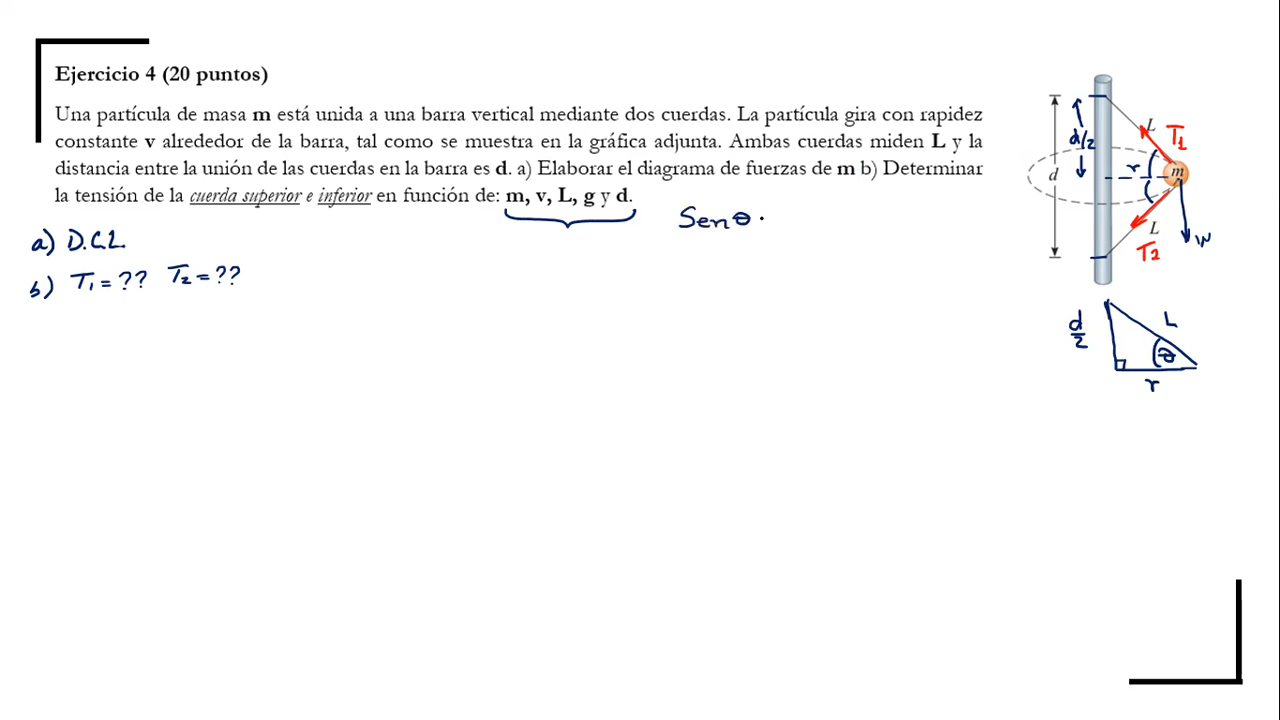 Ejercicio 4 (20 puntos)
Una partícula de masa m está unida a una barra vertical mediante dos cuerdas. La partícula gira con rapidez
constante v alrededor de la barra, tal como se muestra en la gráfica adjunta. Ambas cuerdas miden L y la
distancia entre la unión de las cuerdas en la barra es d. a) Elaborar el diagrama de fuerzas de m b) Determinar
la tensión de la cuerda superior e inferior en función de: m, v, L, g y d.
Sen θ .
a) D.C.L.
b) T1 = ?? T2 = ??
L
T1
d/2
d
r
m
L
T2
W
d/2
L
θ
r